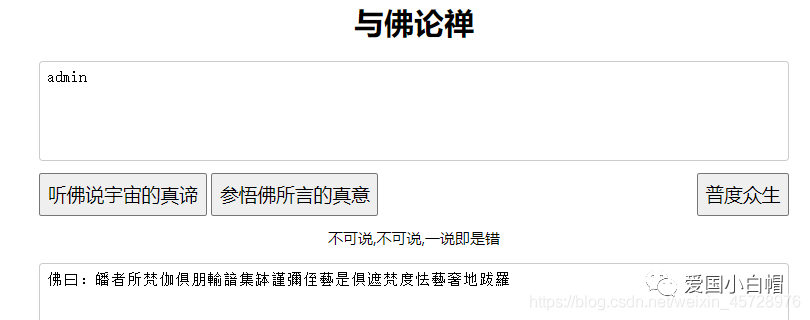 与佛论禅
admin
听佛说宇宙的真谛 参悟佛所言的真意 普度众生
不可说,不可说,一说即是错
佛曰：皤者所梵伽俱朋輸諳集缽謹彌侄藝是俱遮梵度怯藝奢地跋羅
爱国小白帽
https://blog.csdn.net/weixin_45728976